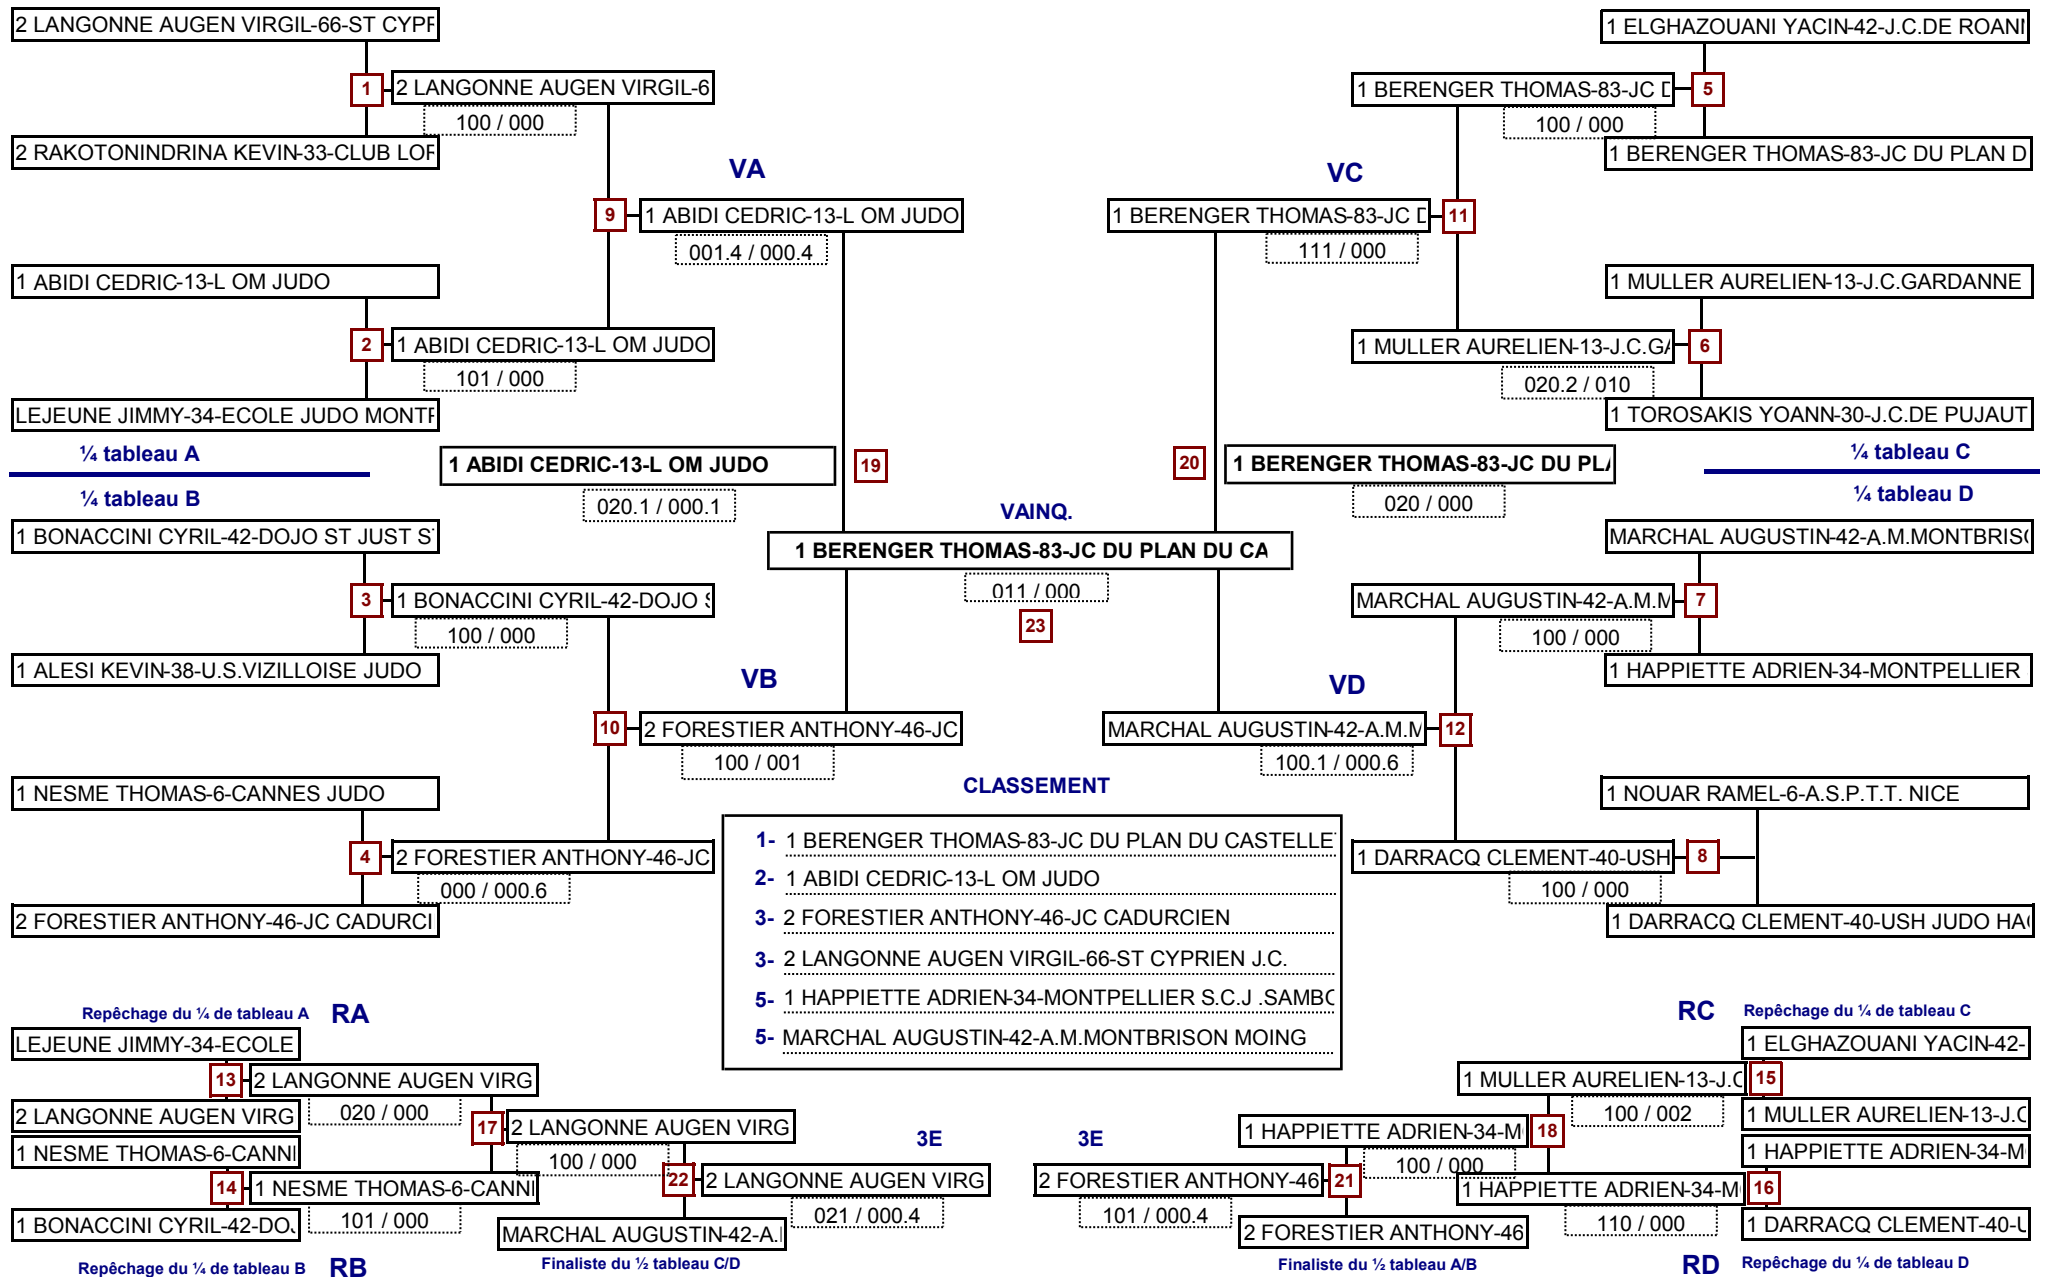 2 LANGONNE AUGEN VIRGIL-66-ST CYPR
1
2 LANGONNE AUGEN VIRGIL-6
100 / 000
2 RAKOTONINDRINA KEVIN-33-CLUB LOR
VA
9
1 ABIDI CEDRIC-13-L OM JUDO
001.4 / 000.4
1 ABIDI CEDRIC-13-L OM JUDO
2
1 ABIDI CEDRIC-13-L OM JUDO
101 / 000
LEJEUNE JIMMY-34-ECOLE JUDO MONTP
¼ tableau A
¼ tableau B
1 ABIDI CEDRIC-13-L OM JUDO
19
020.1 / 000.1
1 BONACCINI CYRIL-42-DOJO ST JUST ST
3
1 BONACCINI CYRIL-42-DOJO S
100 / 000
1 ALESI KEVIN-38-U.S.VIZILLOISE JUDO
VB
10
2 FORESTIER ANTHONY-46-JC
100 / 001
1 NESME THOMAS-6-CANNES JUDO
4
2 FORESTIER ANTHONY-46-JC
000 / 000.6
2 FORESTIER ANTHONY-46-JC CADURCI
1 ELGHAZOUANI YACIN-42-J.C.DE ROANN
1 BERENGER THOMAS-83-JC D
5
100 / 000
1 BERENGER THOMAS-83-JC DU PLAN D
VC
1 BERENGER THOMAS-83-JC D
11
111 / 000
1 MULLER AURELIEN-13-J.C.GARDANNE
1 MULLER AURELIEN-13-J.C.GA
6
020.2 / 010
1 TOROSAKIS YOANN-30-J.C.DE PUJAUT
20
1 BERENGER THOMAS-83-JC DU PLA
020 / 000
¼ tableau C
¼ tableau D
VAINQ.
1 BERENGER THOMAS-83-JC DU PLAN DU CA
011 / 000
23
MARCHAL AUGUSTIN-42-A.M.MONTBRISO
MARCHAL AUGUSTIN-42-A.M.M
7
100 / 000
1 HAPPIETTE ADRIEN-34-MONTPELLIER
VD
MARCHAL AUGUSTIN-42-A.M.M
12
100.1 / 000.6
1 NOUAR RAMEL-6-A.S.P.T.T. NICE
1 DARRACQ CLEMENT-40-USH
8
100 / 000
1 DARRACQ CLEMENT-40-USH JUDO HAG
CLASSEMENT
1- 1 BERENGER THOMAS-83-JC DU PLAN DU CASTELLET
2- 1 ABIDI CEDRIC-13-L OM JUDO
3- 2 FORESTIER ANTHONY-46-JC CADURCIEN
3- 2 LANGONNE AUGEN VIRGIL-66-ST CYPRIEN J.C.
5- 1 HAPPIETTE ADRIEN-34-MONTPELLIER S.C.J .SAMBO
5- MARCHAL AUGUSTIN-42-A.M.MONTBRISON MOING
Repêchage du ¼ de tableau A RA
LEJEUNE JIMMY-34-ECOLE
13
2 LANGONNE AUGEN VIRG
020 / 000
2 LANGONNE AUGEN VIRG
1 NESME THOMAS-6-CANNE
14
1 NESME THOMAS-6-CANNE
101 / 000
1 BONACCINI CYRIL-42-DOJ
Repêchage du ¼ de tableau B RB
17
2 LANGONNE AUGEN VIRG
100 / 000
22
2 LANGONNE AUGEN VIRG
021 / 000.4
MARCHAL AUGUSTIN-42-A.
Finaliste du ½ tableau C/D
3E
3E
RC Repêchage du ¼ de tableau C
1 ELGHAZOUANI YACIN-42-
1 MULLER AURELIEN-13-J.C
15
100 / 002
1 MULLER AURELIEN-13-J.C
1 HAPPIETTE ADRIEN-34-M
18
100 / 000
1 HAPPIETTE ADRIEN-34-MO
1 HAPPIETTE ADRIEN-34-M
16
110 / 000
1 DARRACQ CLEMENT-40-U
2 FORESTIER ANTHONY-46
21
101 / 000.4
2 FORESTIER ANTHONY-46
Finaliste du ½ tableau A/B
RD Repêchage du ¼ de tableau D